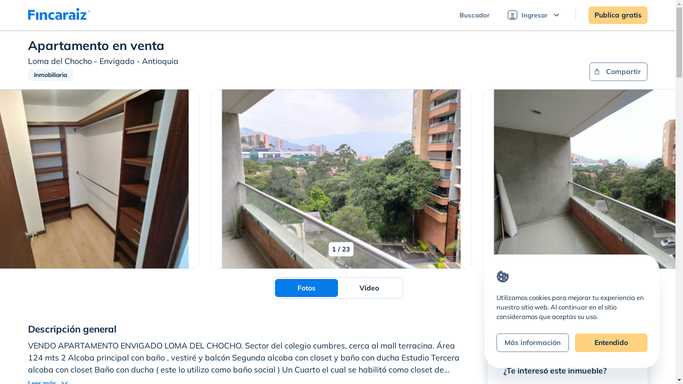 Fincaraiz
Buscador
Ingresar
Publica gratis
Apartamento en venta
Loma del Chocho - Envigado - Antioquia
Inmobiliaria
Compartir
1 / 23
Fotos
Video
Utilizamos cookies para mejorar tu experiencia en
nuestro sitio web. Al continuar en el sitio
consideramos que aceptas su uso.
Más información
Entendido
Descripción general
VENDO APARTAMENTO ENVIGADO LOMA DEL CHOCHO. Sector del colegio cumbres, cerca al mall terracina. Área
124 mts 2 Alcoba principal con baño , vestiré y balcón Segunda alcoba con closet y baño con ducha Estudio Tercera
alcoba con closet Baño con ducha ( este lo utilizo como baño social ) Un Cuarto el cual se habilitó como closet de...
Leer más
¿Te interesó este inmueble?